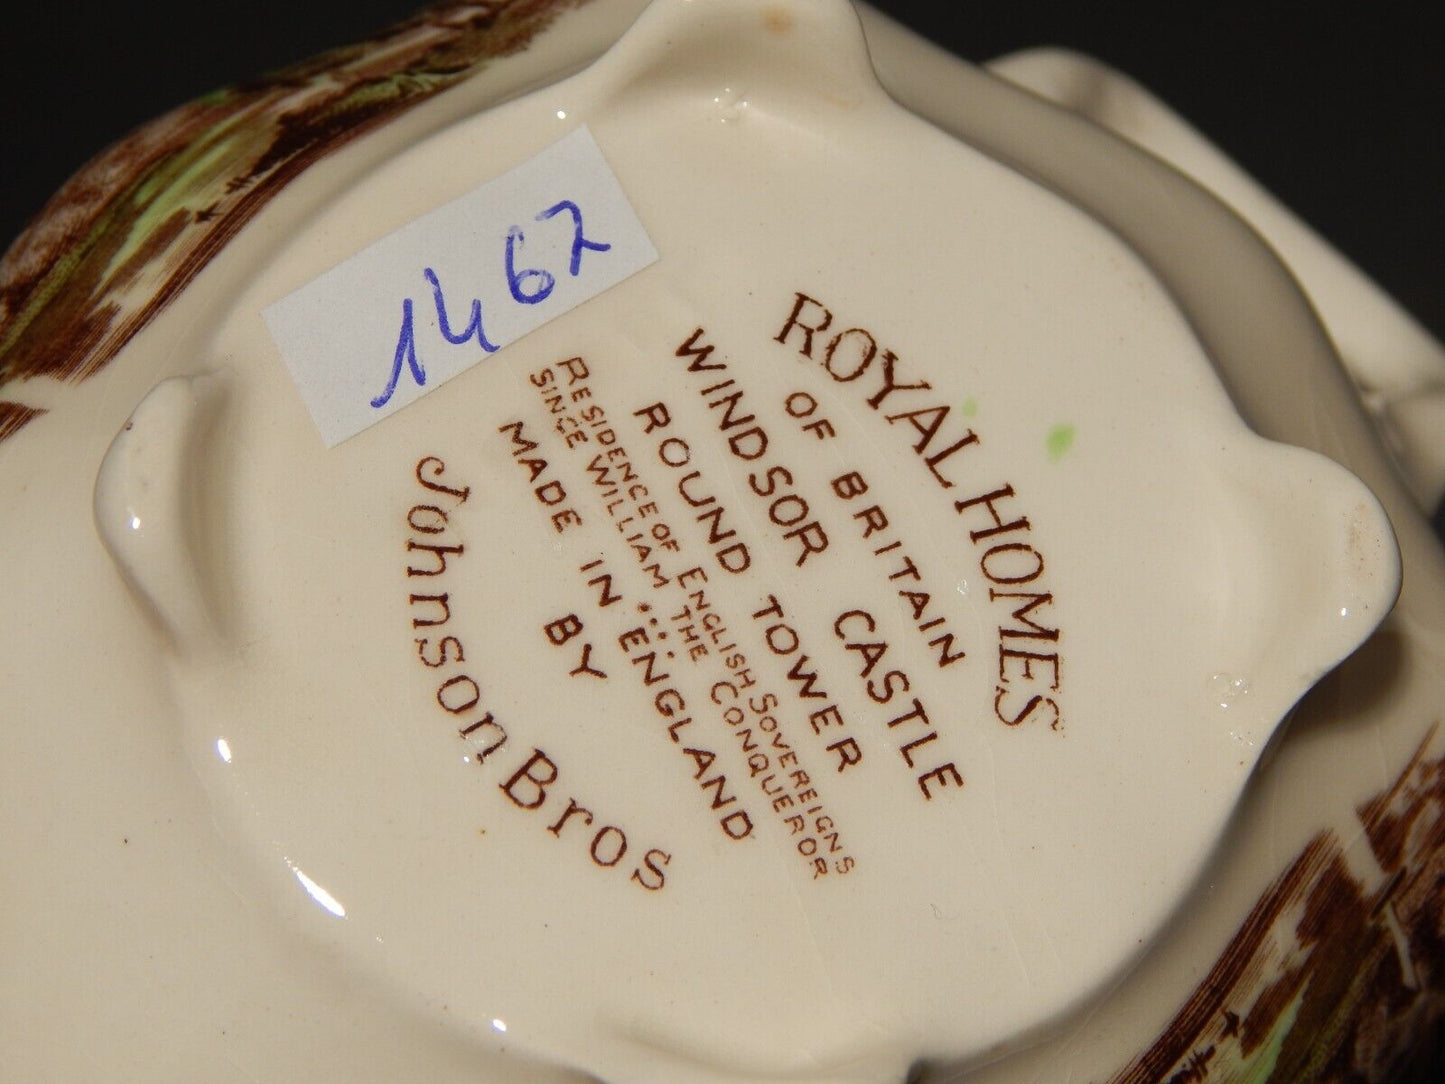 1467
ROYAL HOMES
OF BRITAIN
WINDSOR CASTLE
ROUND TOWER
RESIDENCE OF ENGLISH SOVEREIGNS
SINCE WILLIAM THE CONQUEROR
MADE IN ENGLAND
BY
Johnson Bros